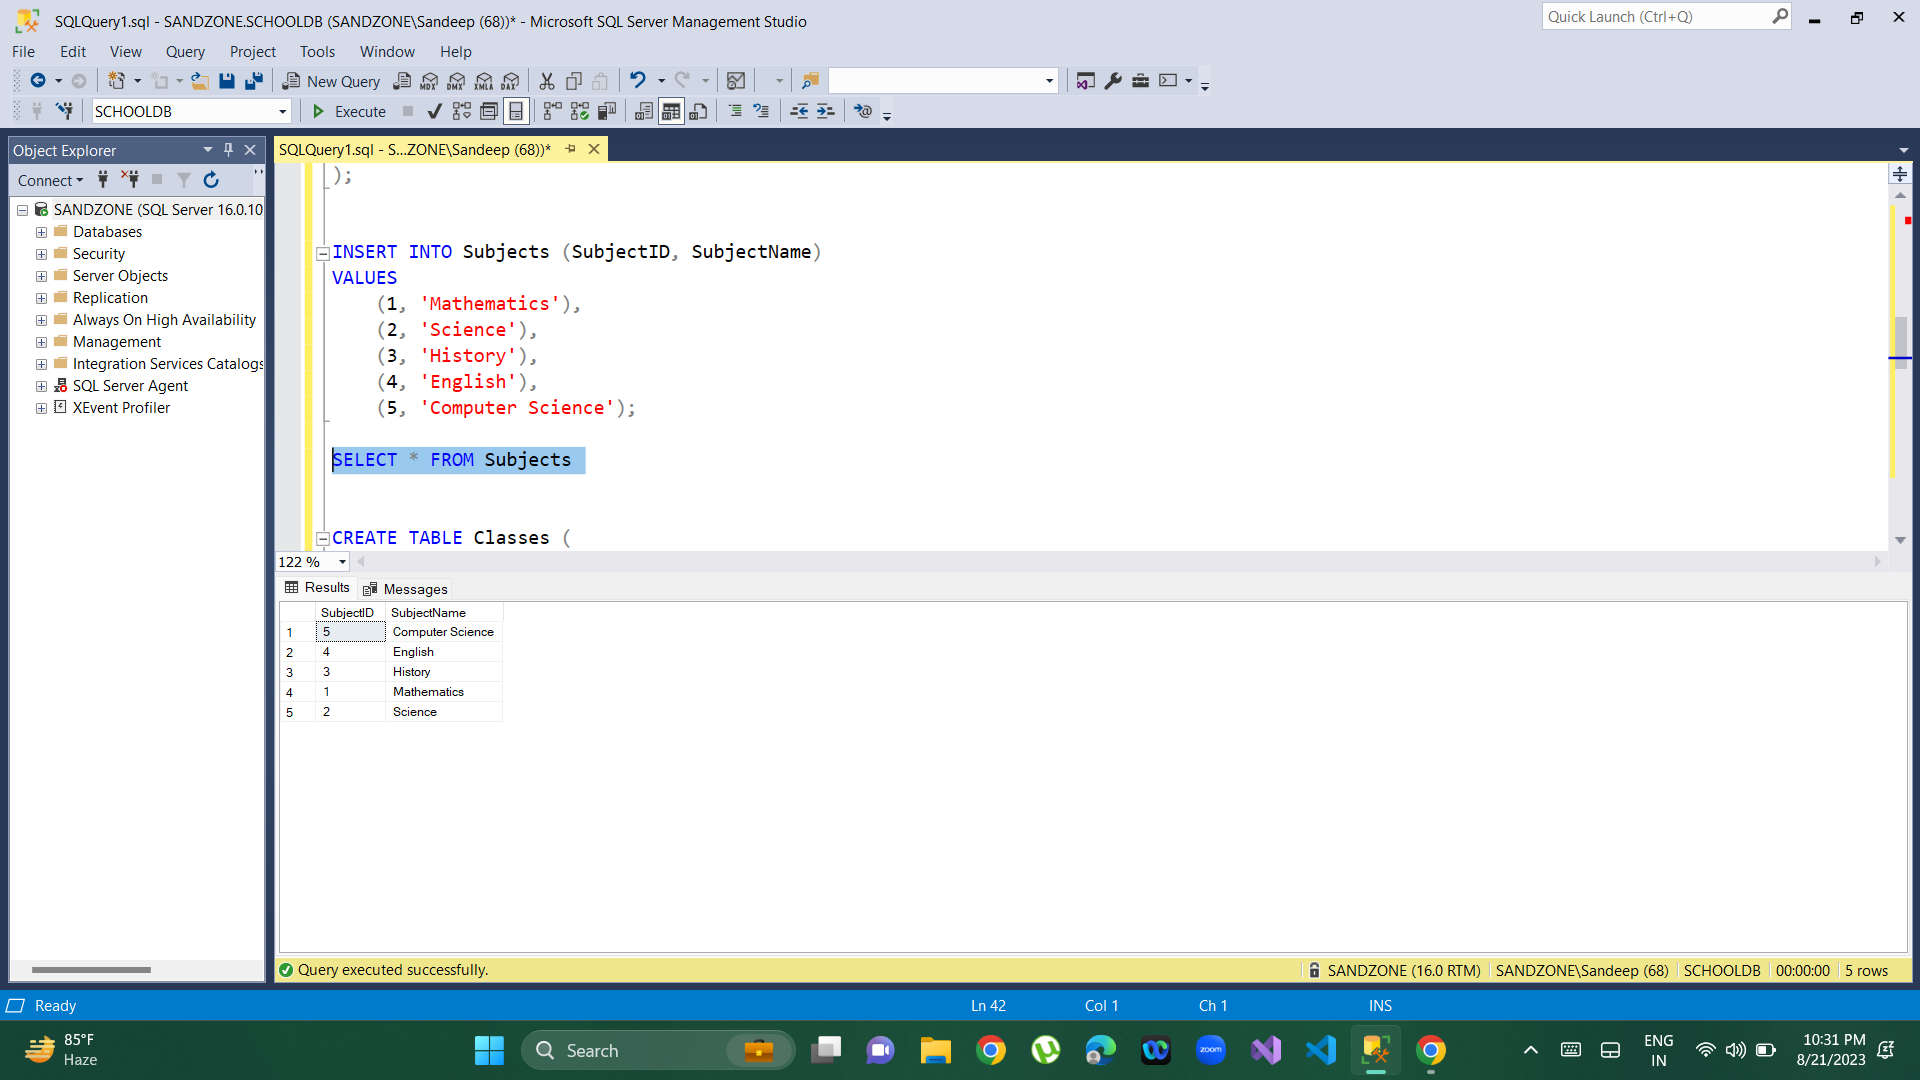 SQLQuery1.sql - SANDZONE.SCHOOLDB (SANDZONE\Sandeep (68))* - Microsoft SQL Server Management Studio
Quick Launch (Ctrl+Q)
File Edit View Query Project Tools Window Help
New Query MDX DMX XMLA DAX
SCHOOLDB Execute
Object Explorer
SQLQuery1.sql - S...ZONE\Sandeep (68))*
Connect
SANDZONE (SQL Server 16.0.10
Databases
Security
Server Objects
Replication
Always On High Availability
Management
Integration Services Catalogs
SQL Server Agent
XEvent Profiler
);
INSERT INTO Subjects (SubjectID, SubjectName)
VALUES
(1, 'Mathematics'),
(2, 'Science'),
(3, 'History'),
(4, 'English'),
(5, 'Computer Science');
SELECT * FROM Subjects
CREATE TABLE Classes (
122 %
Results Messages
SubjectID SubjectName
1 5 Computer Science
2 4 English
3 3 History
4 1 Mathematics
5 2 Science
Query executed successfully. SANDZONE (16.0 RTM) SANDZONE\Sandeep (68) SCHOOLDB 00:00:00 5 rows
Ready Ln 42 Col 1 Ch 1 INS
85°F
Haze
Search
zoom
ENG
IN
10:31 PM
8/21/2023